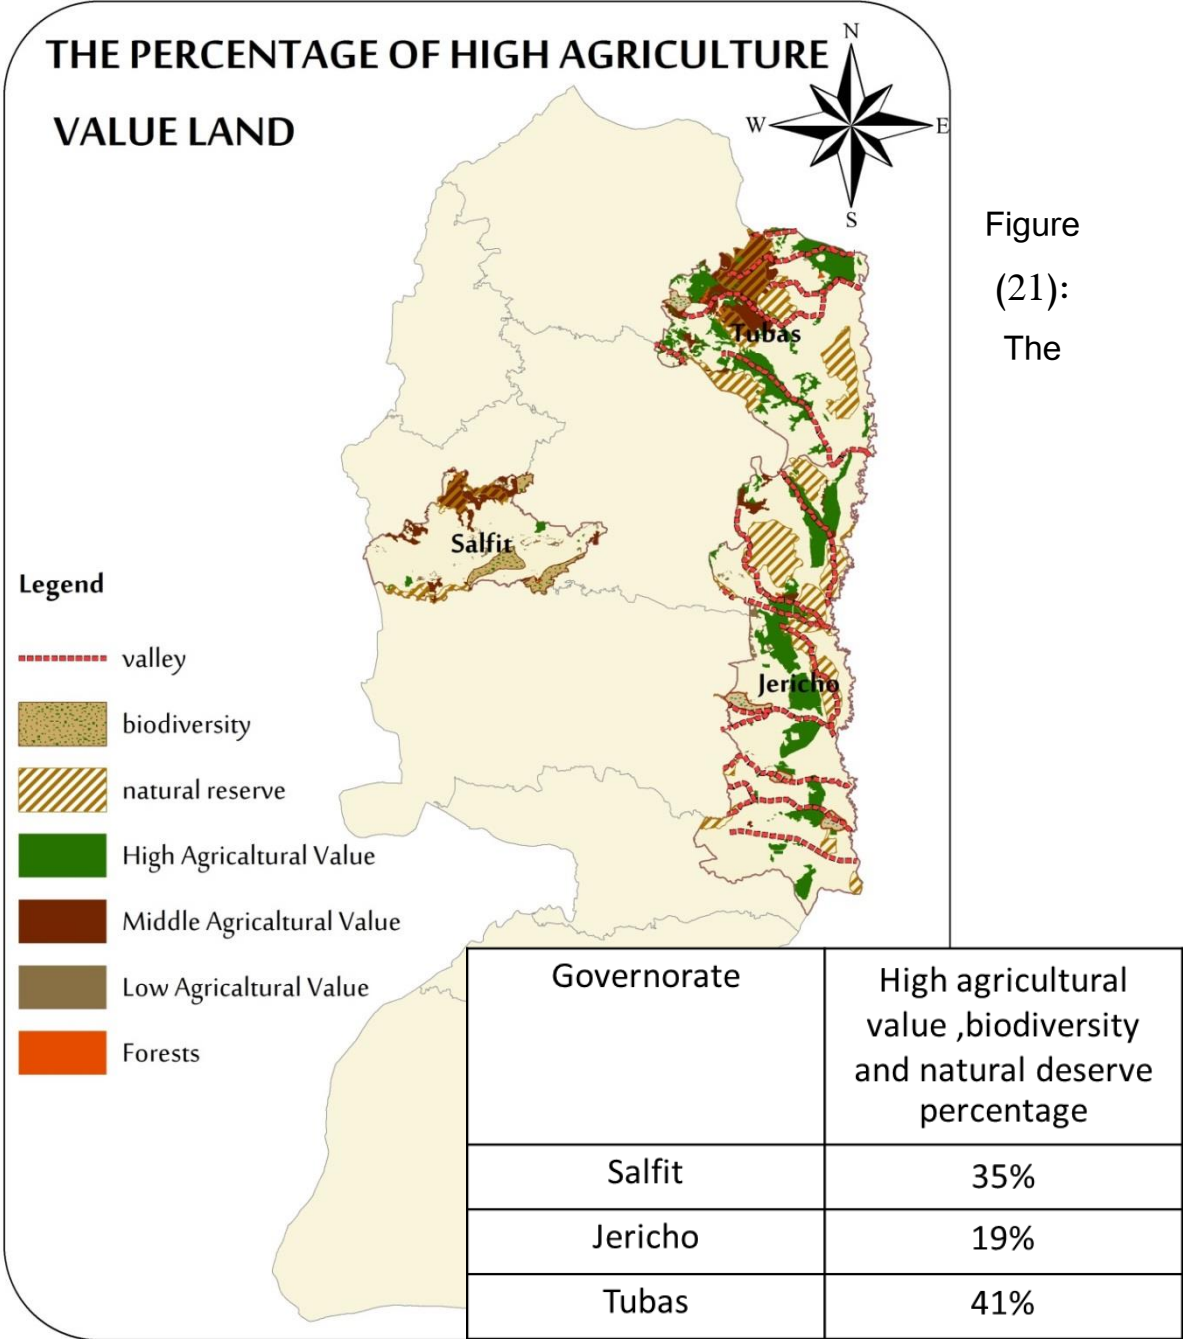 THE PERCENTAGE OF HIGH AGRICULTURE
VALUE LAND
N
W
E
S
Figure
(21):
The
Tubas
Salfit
Jericho
Legend
valley
biodiversity
natural reserve
High Agricaltural Value
Middle Agricaltural Value
Low Agricaltural Value
Forests
Governorate
High agricultural
value ,biodiversity
and natural deserve
percentage
Salfit
35%
Jericho
19%
Tubas
41%